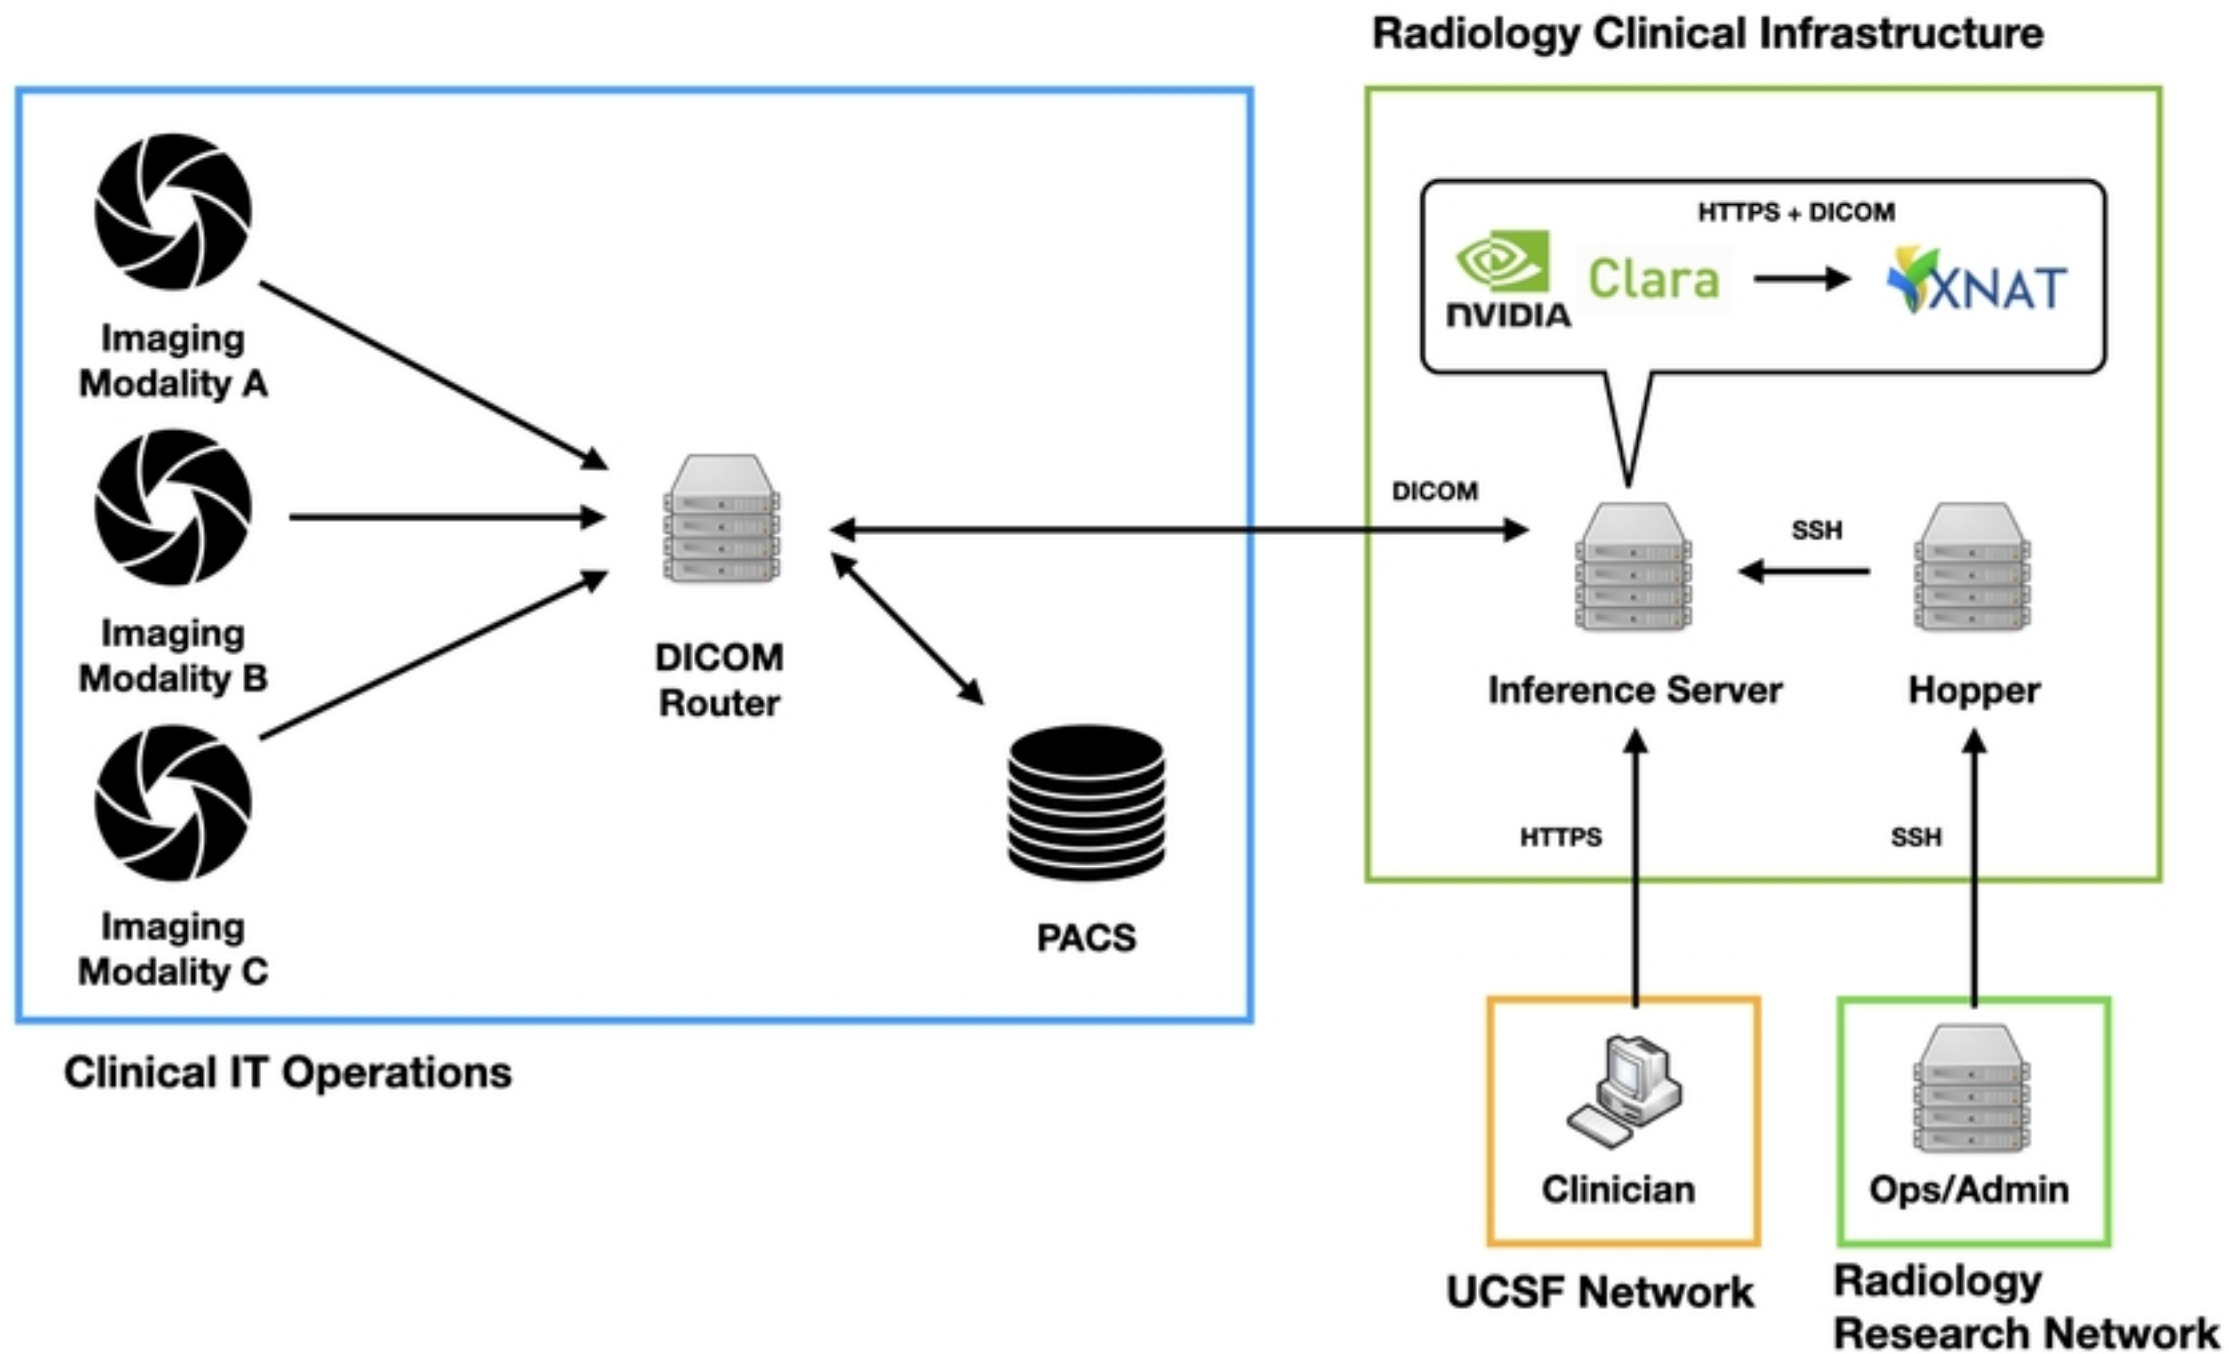 Radiology Clinical Infrastructure
Imaging
Modality A
Imaging
Modality B
Imaging
Modality C
DICOM
Router
PACS
Clinical IT Operations
HTTPS + DICOM
NVIDIA
Clara
XNAT
DICOM
SSH
Inference Server
Hopper
HTTPS
SSH
Clinician
Ops/Admin
UCSF Network
Radiology
Research Network